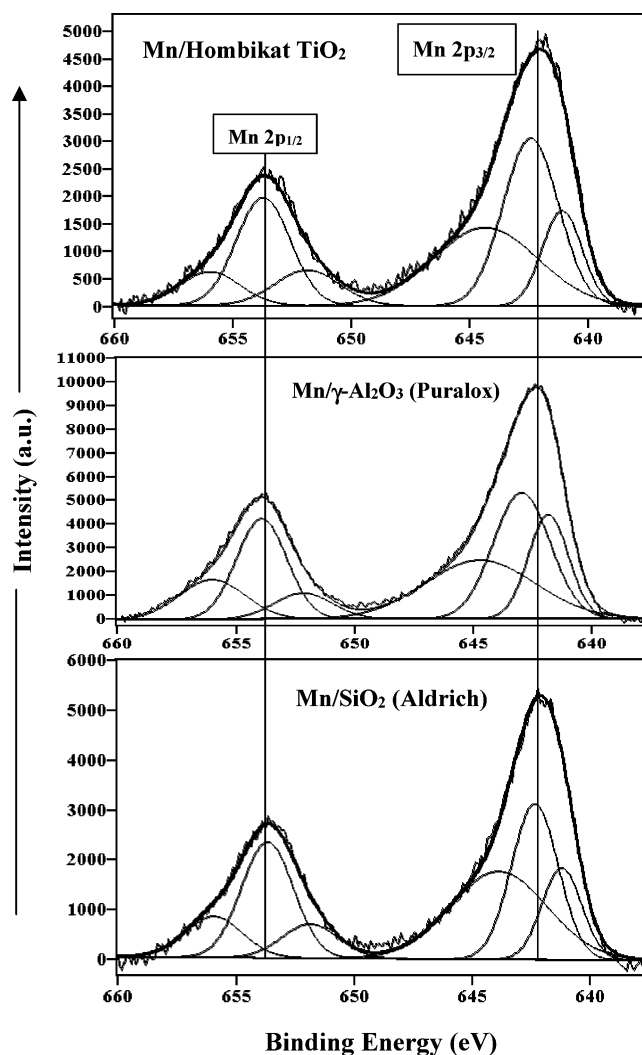 Mn/Hombikat TiO₂
Mn 2p₃/₂
Mn 2p₁/₂
5000
4500
4000
3500
3000
2500
2000
1500
1000
500
0
660 655 650 645 640
Mn/γ-Al₂O₃ (Puralox)
11000
10000
9000
8000
7000
6000
5000
4000
3000
2000
1000
0
660 655 650 645 640
Mn/SiO₂ (Aldrich)
6000
5000
3000
2000
1000
0
660 655 650 645 640
Intensity (a.u.)
Binding Energy (eV)